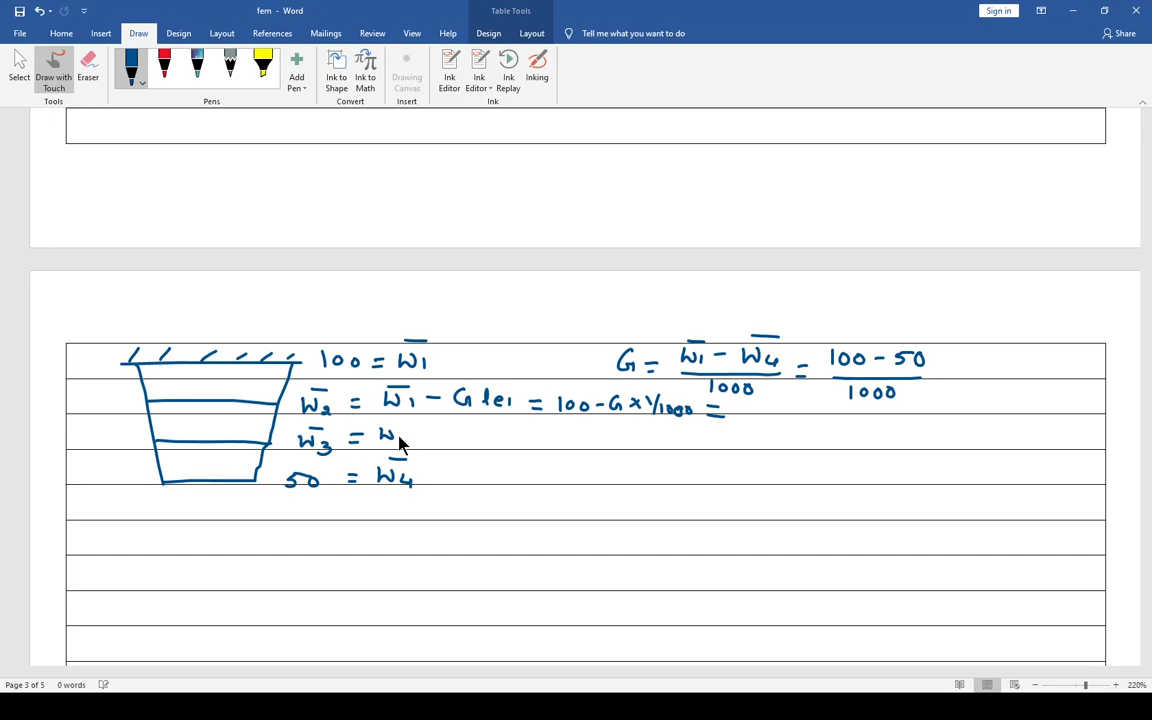 fem - Word
Table Tools
Sign in
File Home Insert Draw Design Layout References Mailings Review View Help Design Layout Tell me what you want to do Share
Select Draw with Touch Eraser Add Pen Ink to Shape Ink to Math Drawing Canvas Ink Editor Ink Editor Ink Replay Inking
Tools Pens Convert Insert Ink
100 = W̅1 G = W̅1 - W̅4 / 1000 = 100 - 50 / 1000
W̅2 = W̅1 - G le1 = 100 - G x 1/1000 =
W̅3 = W
50 = W̅4
Page 3 of 5 0 words 220%